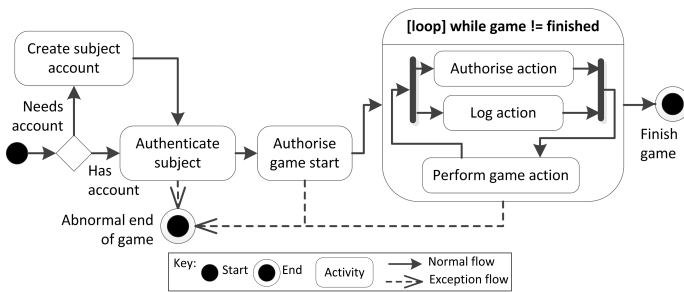 [loop] while game != finished
Create subject
account
Authorise action
Needs
account
Log action
Authenticate
subject
Authorise
game start
Has
account
Perform game action
Finish
game
Abnormal end
of game
Key:
Start
End
Activity
Normal flow
Exception flow